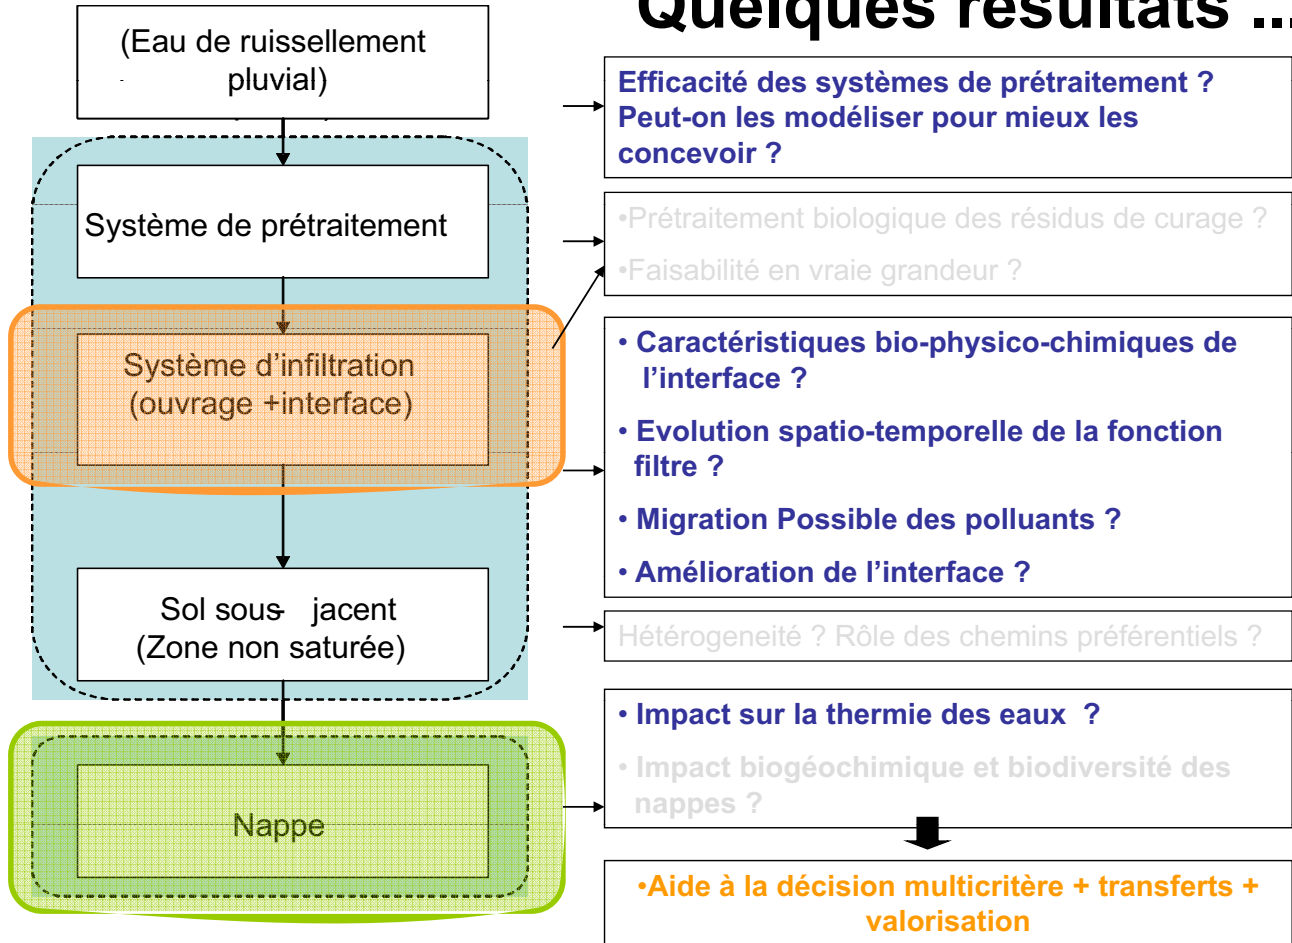 Quelques résultats ...
(Eau de ruissellement
pluvial)
Système de prétraitement
Système d’infiltration
(ouvrage +interface)
Sol sous- jacent
(Zone non saturée)
Nappe
Efficacité des systèmes de prétraitement ?
Peut-on les modéliser pour mieux les
concevoir ?
•Prétraitement biologique des résidus de curage ?
•Faisabilité en vraie grandeur ?
• Caractéristiques bio-physico-chimiques de
l’interface ?
• Evolution spatio-temporelle de la fonction
filtre ?
• Migration Possible des polluants ?
• Amélioration de l’interface ?
Hétérogeneité ? Rôle des chemins préférentiels ?
• Impact sur la thermie des eaux ?
• Impact biogéochimique et biodiversité des
nappes ?
•Aide à la décision multicritère + transferts +
valorisation